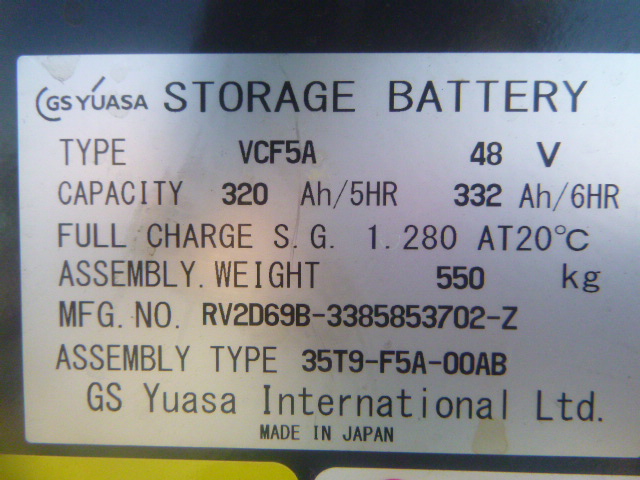 GS YUASA STORAGE BATTERY
TYPE VCF5A 48 V
CAPACITY 320 Ah/5HR 332 Ah/6HR
FULL CHARGE S.G. 1.280 AT20℃
ASSEMBLY.WEIGHT 550 kg
MFG.NO. RV2D69B-3385853702-Z
ASSEMBLY TYPE 35T9-F5A-00AB
GS Yuasa International Ltd.
MADE IN JAPAN